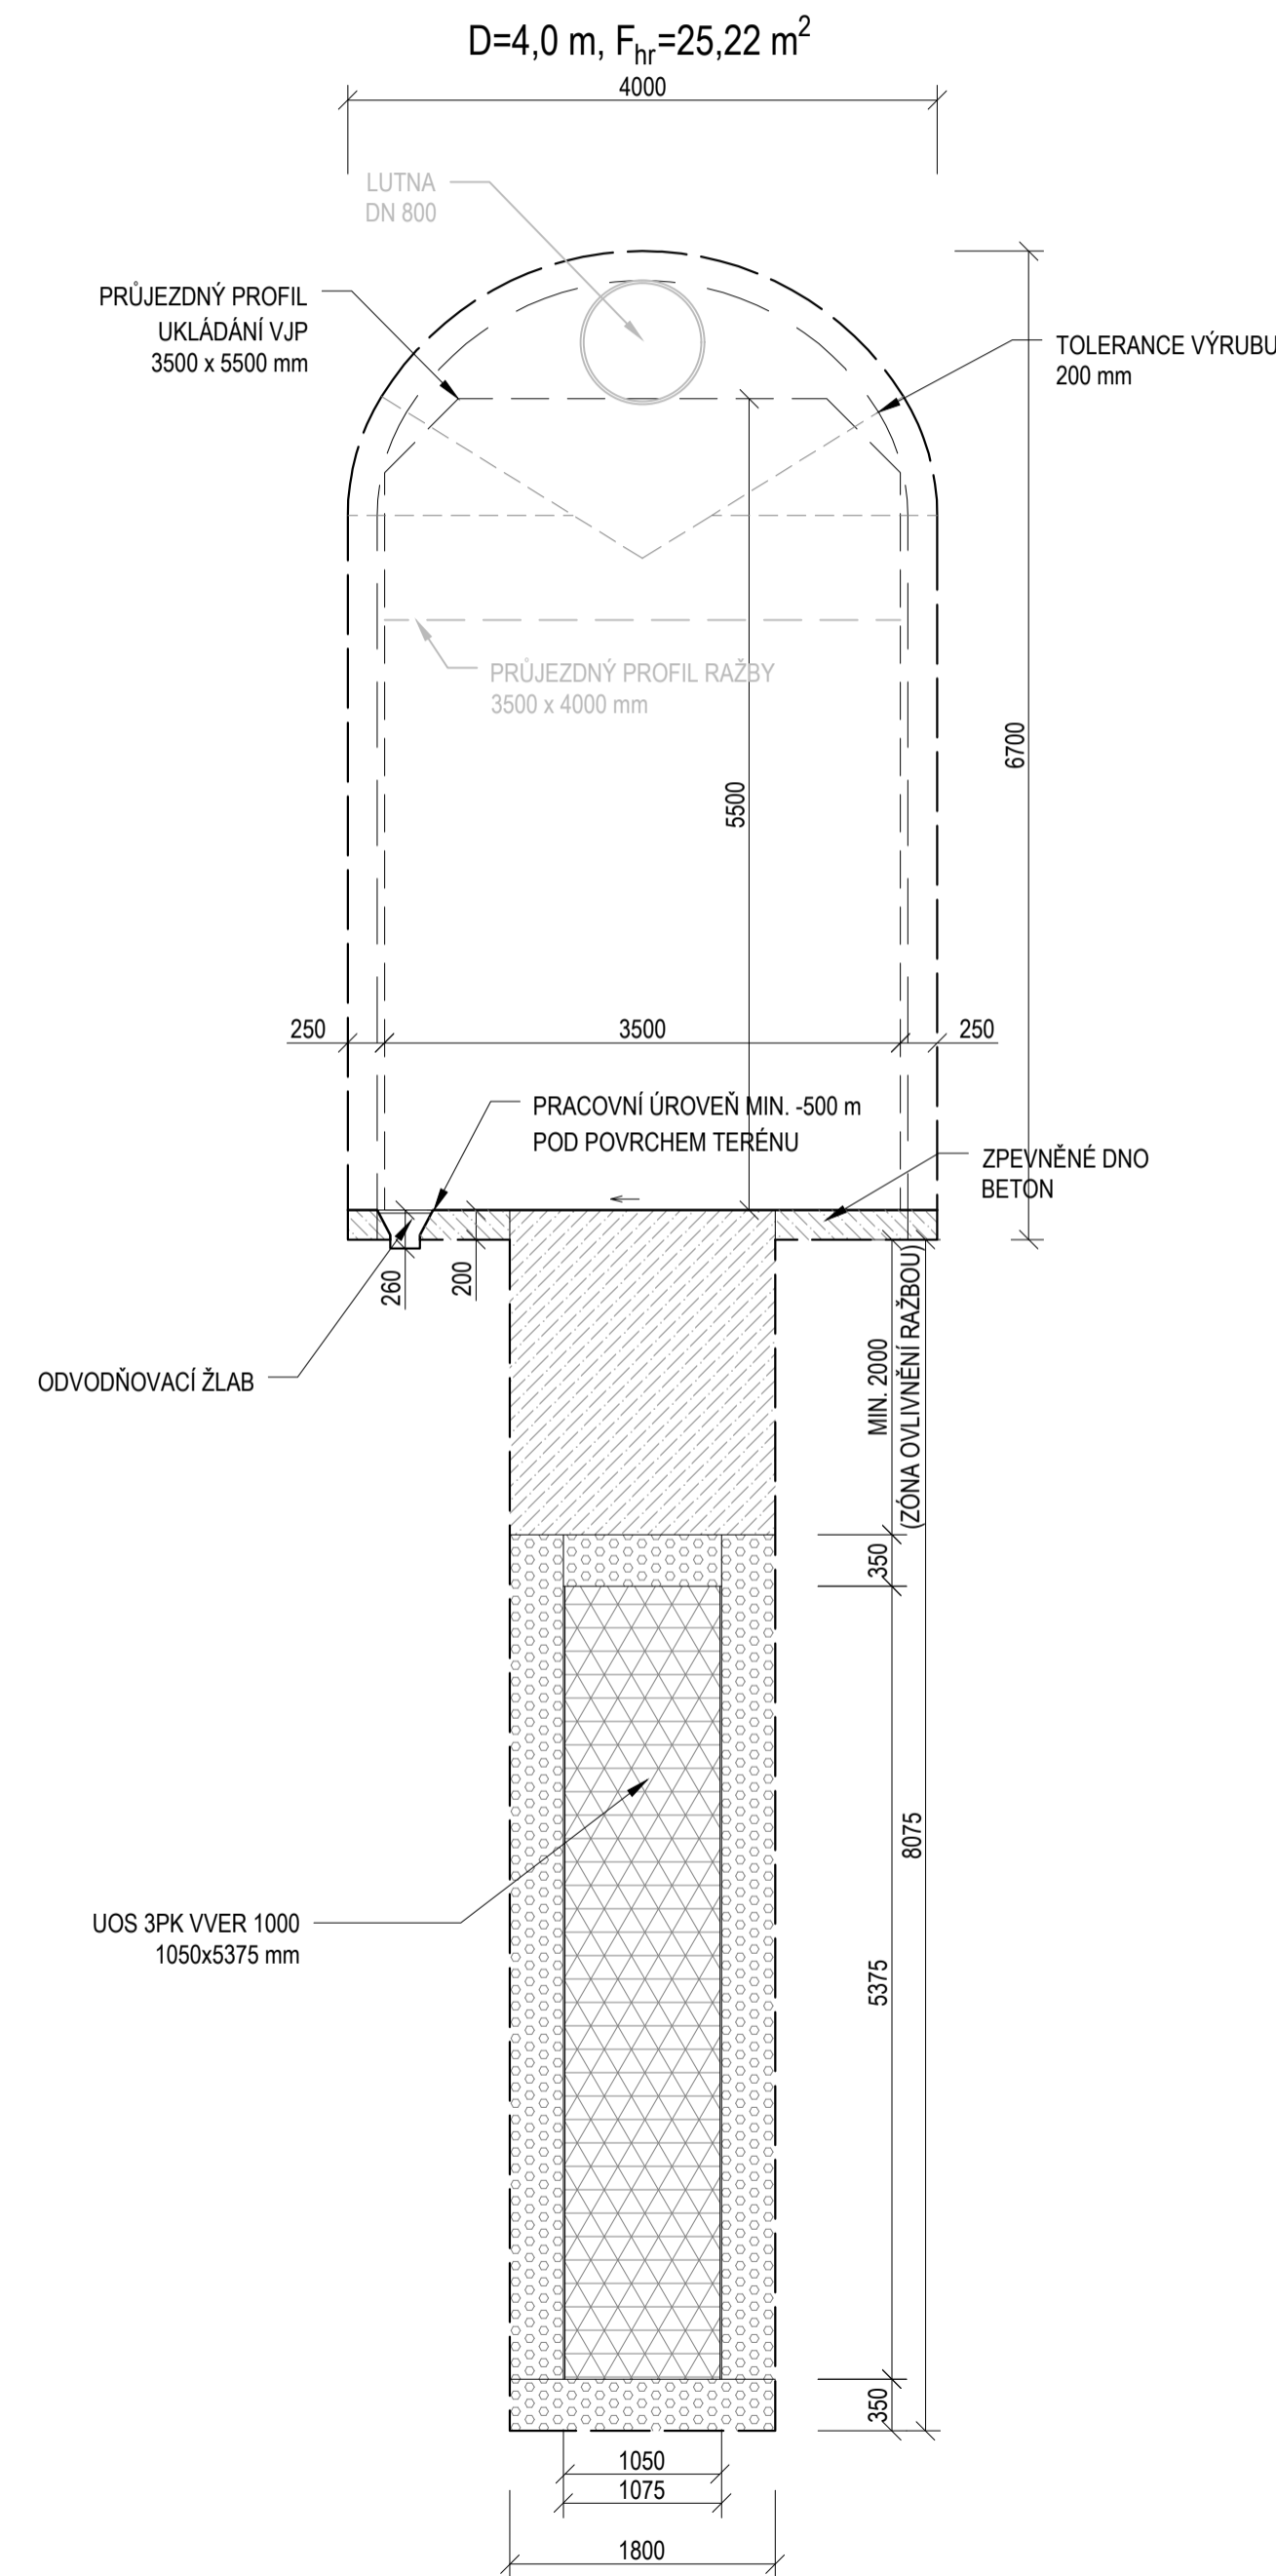 D=4,0 m, Fhr=25,22 m²
4000
LUTNA
DN 800
PRŮJEZDNÝ PROFIL
UKLÁDÁNÍ VJP
3500 x 5500 mm
TOLERANCE VÝRUBU
200 mm
PRŮJEZDNÝ PROFIL RAŽBY
3500 x 4000 mm
6700
5500
250
3500
250
PRACOVNÍ ÚROVEŇ MIN. -500 m
POD POVRCHEM TERÉNU
ZPEVNĚNÉ DNO
BETON
260
200
ODVODŇOVACÍ ŽLAB
MIN. 2000
(ZÓNA OVLIVNĚNÍ RAŽBOU)
350
8075
UOS 3PK VVER 1000
1050x5375 mm
5375
350
1050
1075
1800